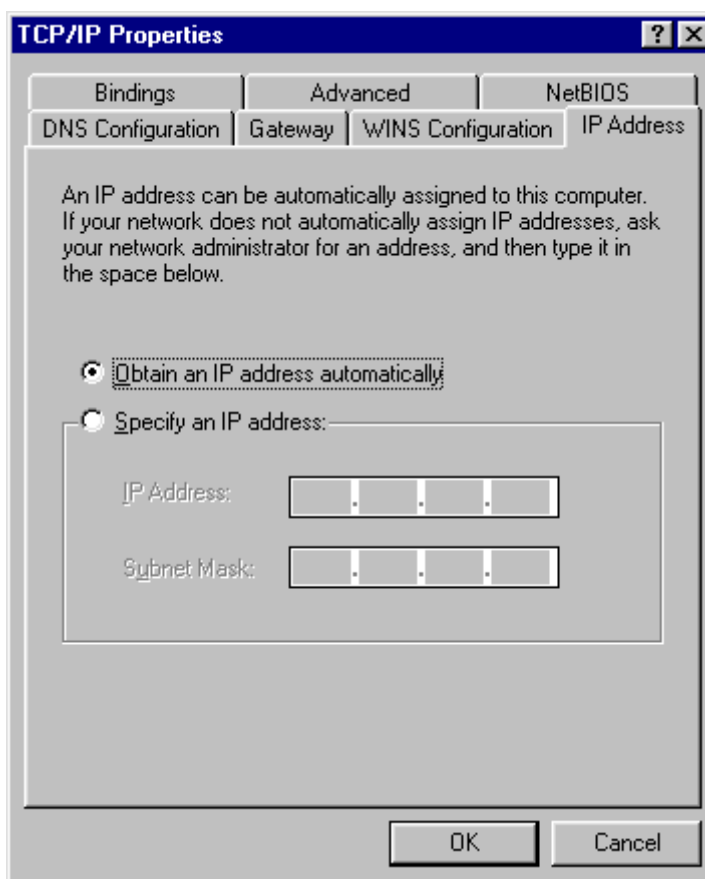 TCP/IP Properties
Bindings Advanced NetBIOS
DNS Configuration Gateway WINS Configuration IP Address
An IP address can be automatically assigned to this computer.
If your network does not automatically assign IP addresses, ask
your network administrator for an address, and then type it in
the space below.
Obtain an IP address automatically
Specify an IP address:
IP Address:
. . .
Subnet Mask:
. . .
OK Cancel